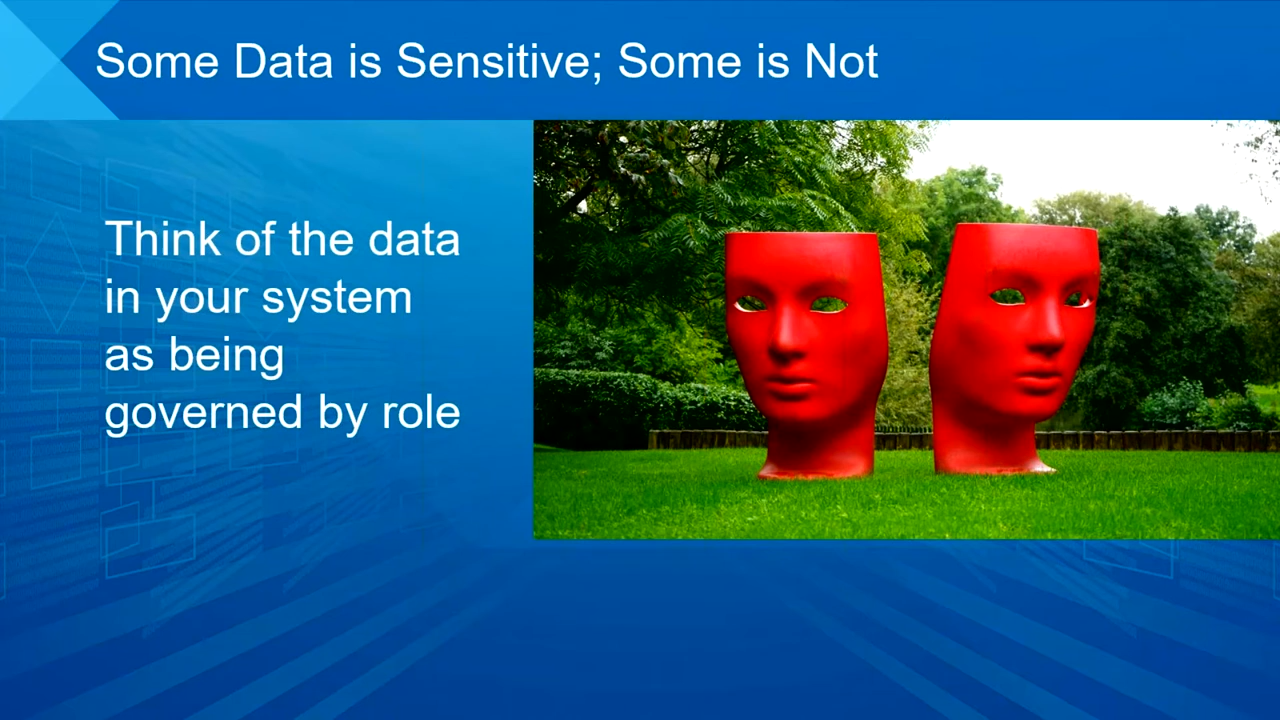 Some Data is Sensitive; Some is Not
Think of the data
in your system
as being
governed by role